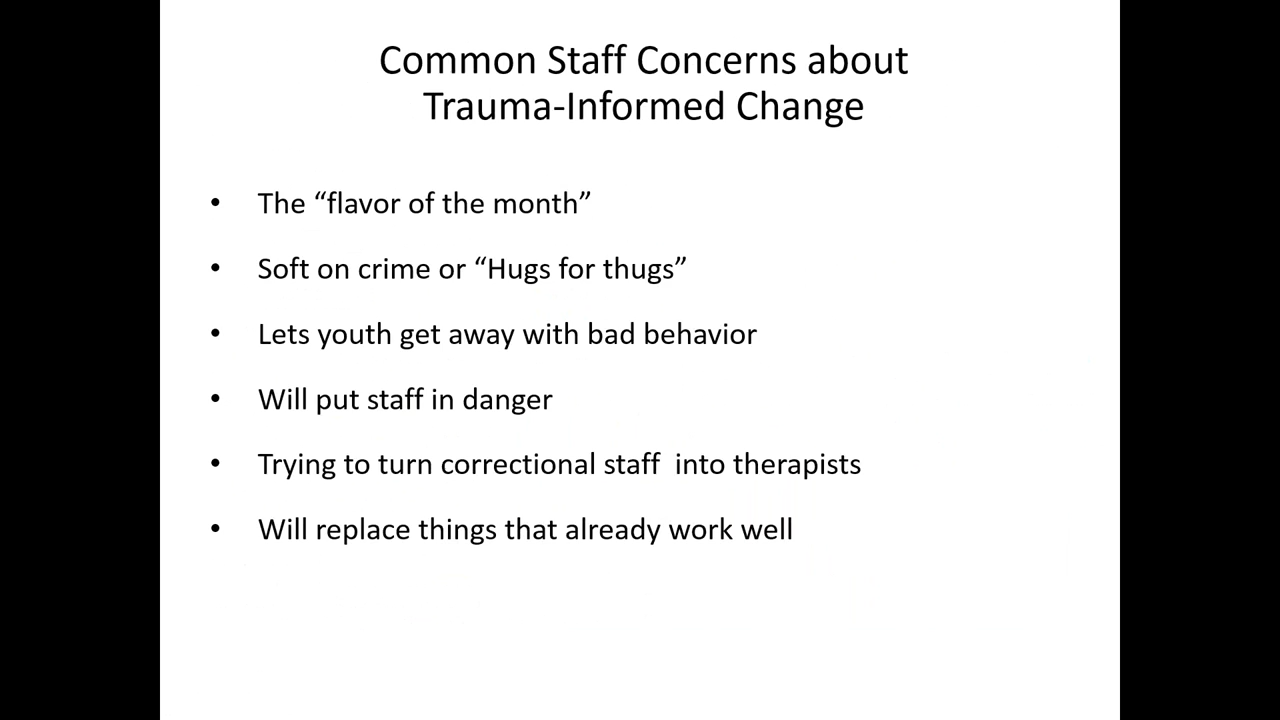 Common Staff Concerns about
Trauma-Informed Change
• The “flavor of the month”
• Soft on crime or “Hugs for thugs”
• Lets youth get away with bad behavior
• Will put staff in danger
• Trying to turn correctional staff  into therapists
• Will replace things that already work well